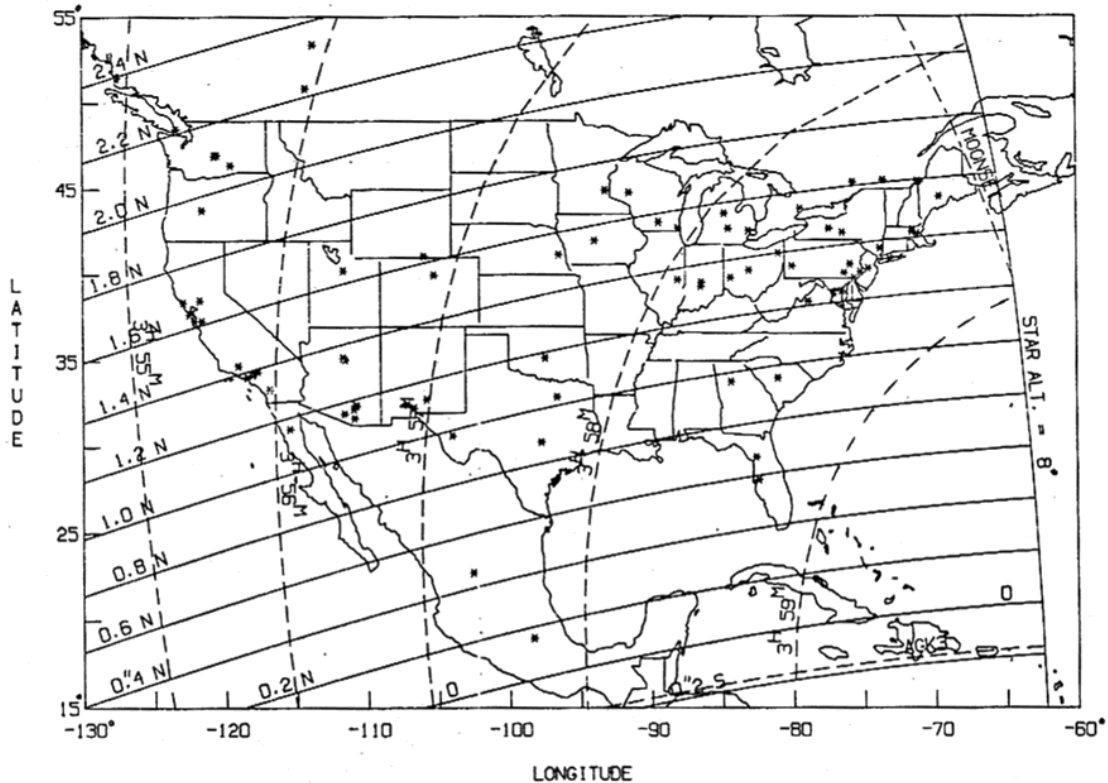 55°
45
35
25
15
-130°
-120
-110
-100
-90
-80
-70
-60°
LATITUDE
LONGITUDE
2"4 N
2.2 N
2.0 N
1.8 N
1.6 N
1.4 N
1.2 N
1.0 N
0.8 N
0.6 N
0"4 N
0.2 N
0
0"2 S
0
3H 55M
3H 56M
3H
3H 58M
3H 59M
MOONSET
STAR ALT. = 8°